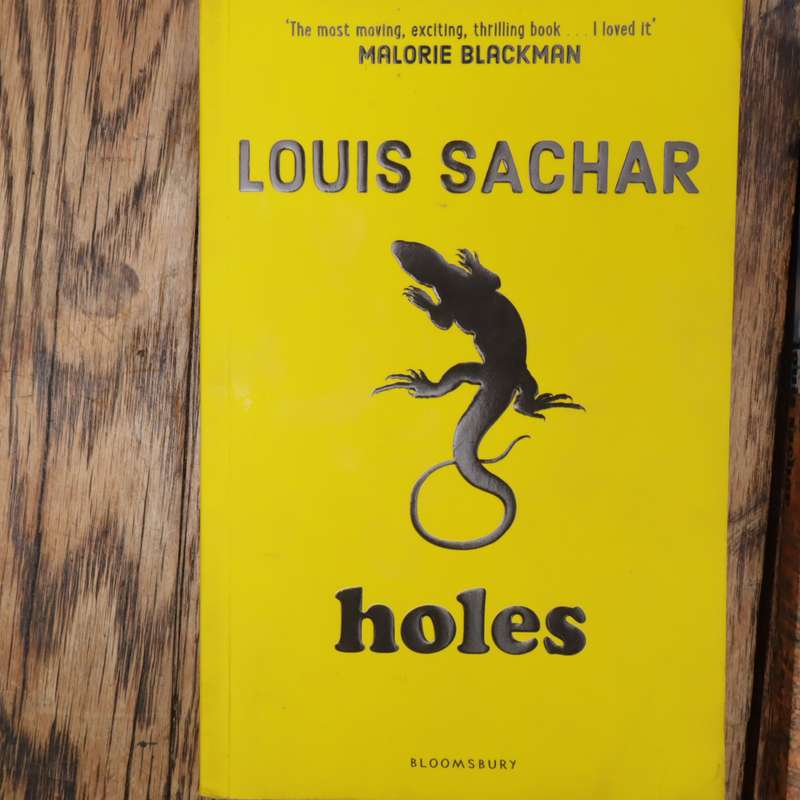 ‘The most moving, exciting, thrilling book . . . I loved it’
MALORIE BLACKMAN
LOUIS SACHAR
holes
BLOOMSBURY